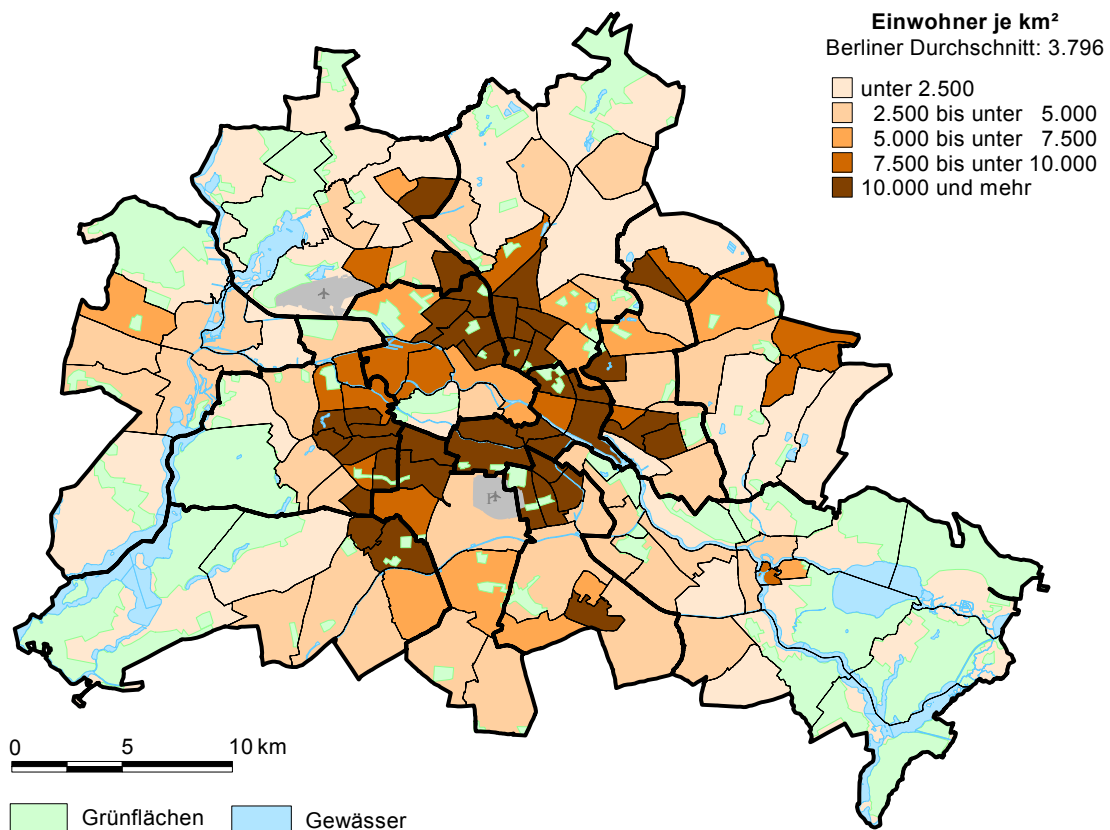 Einwohner je km²
Berliner Durchschnitt: 3.796
unter 2.500
2.500 bis unter 5.000
5.000 bis unter 7.500
7.500 bis unter 10.000
10.000 und mehr
0 5 10 km
Grünflächen Gewässer